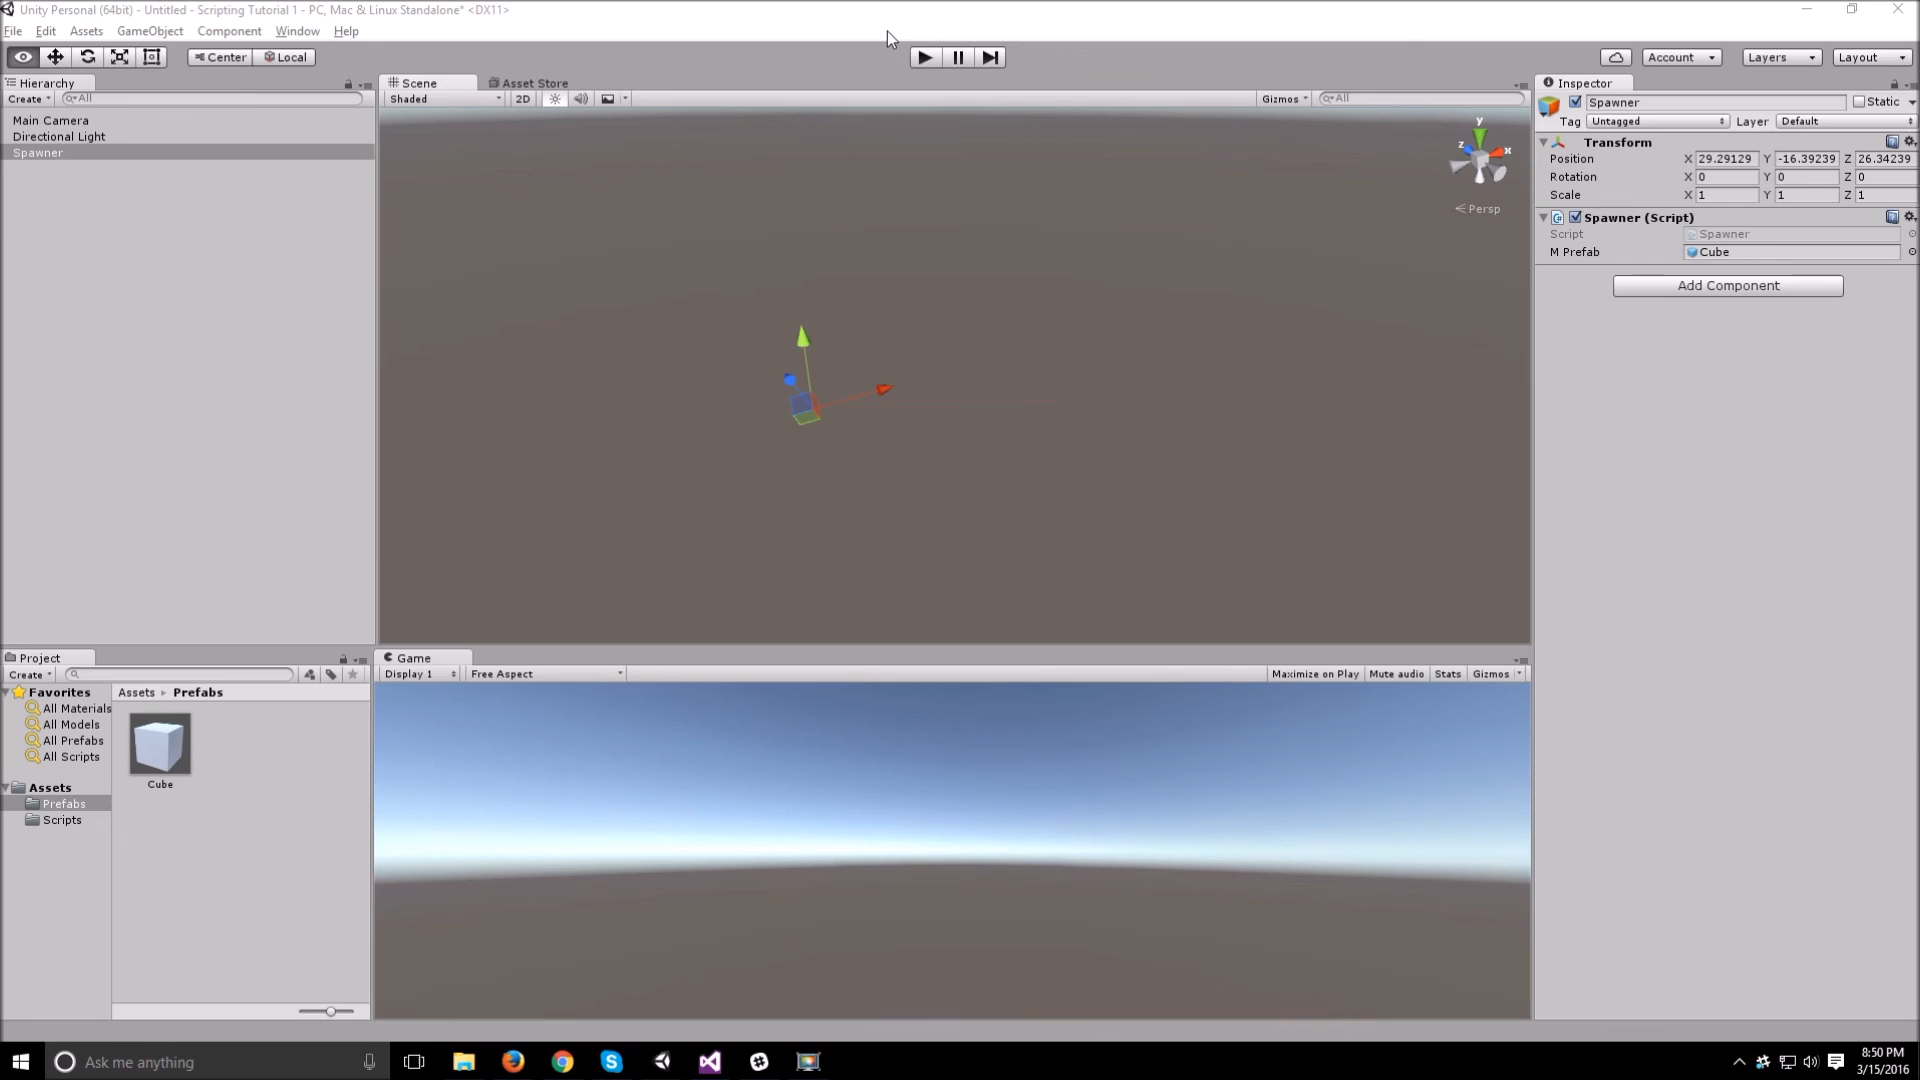 Unity Personal (64bit) - Untitled - Scripting Tutorial 1 - PC, Mac & Linux Standalone* <DX11>
File Edit Assets GameObject Component Window Help
Center Local Account Layers Layout
Hierarchy
Create All
Main Camera
Directional Light
Spawner
Scene Asset Store
Shaded 2D Gizmos All
y
z x
Persp
Inspector
Spawner Static
Tag Untagged Layer Default
Transform
Position X 29.29129 Y -16.39239 Z 26.34239
Rotation X 0 Y 0 Z 0
Scale X 1 Y 1 Z 1
Spawner (Script)
Script Spawner
M Prefab Cube
Add Component
Project
Create
Favorites
All Materials
All Models
All Prefabs
All Scripts
Assets
Prefabs
Scripts
Assets Prefabs
Cube
Game
Display 1 Free Aspect Maximize on Play Mute audio Stats Gizmos
Ask me anything
8:50 PM
3/15/2016